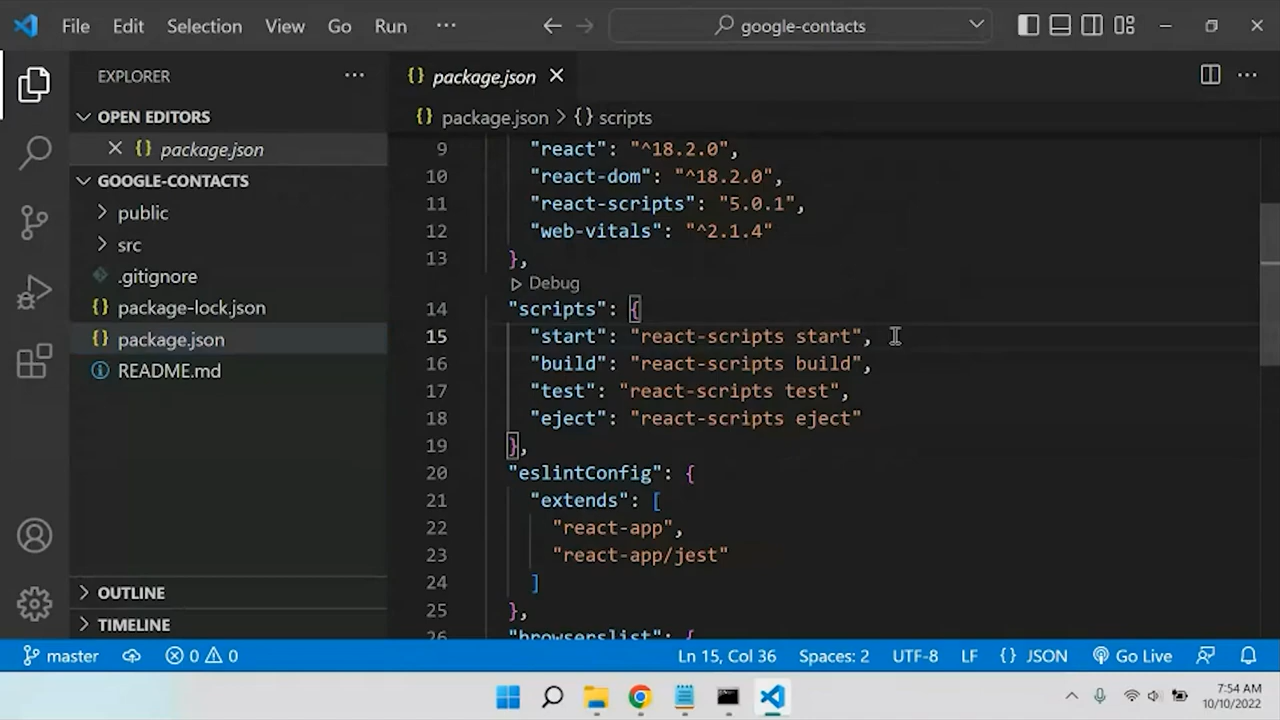 File Edit Selection View Go Run ··· google-contacts
EXPLORER ···
OPEN EDITORS
package.json
GOOGLE-CONTACTS
public
src
.gitignore
{} package-lock.json
{} package.json
README.md
OUTLINE
TIMELINE
{} package.json
{} package.json > {} scripts
9 "react": "^18.2.0",
10 "react-dom": "^18.2.0",
11 "react-scripts": "5.0.1",
12 "web-vitals": "^2.1.4"
13 },
Debug
14 "scripts": {
15 "start": "react-scripts start",
16 "build": "react-scripts build",
17 "test": "react-scripts test",
18 "eject": "react-scripts eject"
19 },
20 "eslintConfig": {
21 "extends": [
22 "react-app",
23 "react-app/jest"
24 ]
25 },
26 "browserslist": {
master 0 0 Ln 15, Col 36 Spaces: 2 UTF-8 LF {} JSON Go Live
7:54 AM
10/10/2022